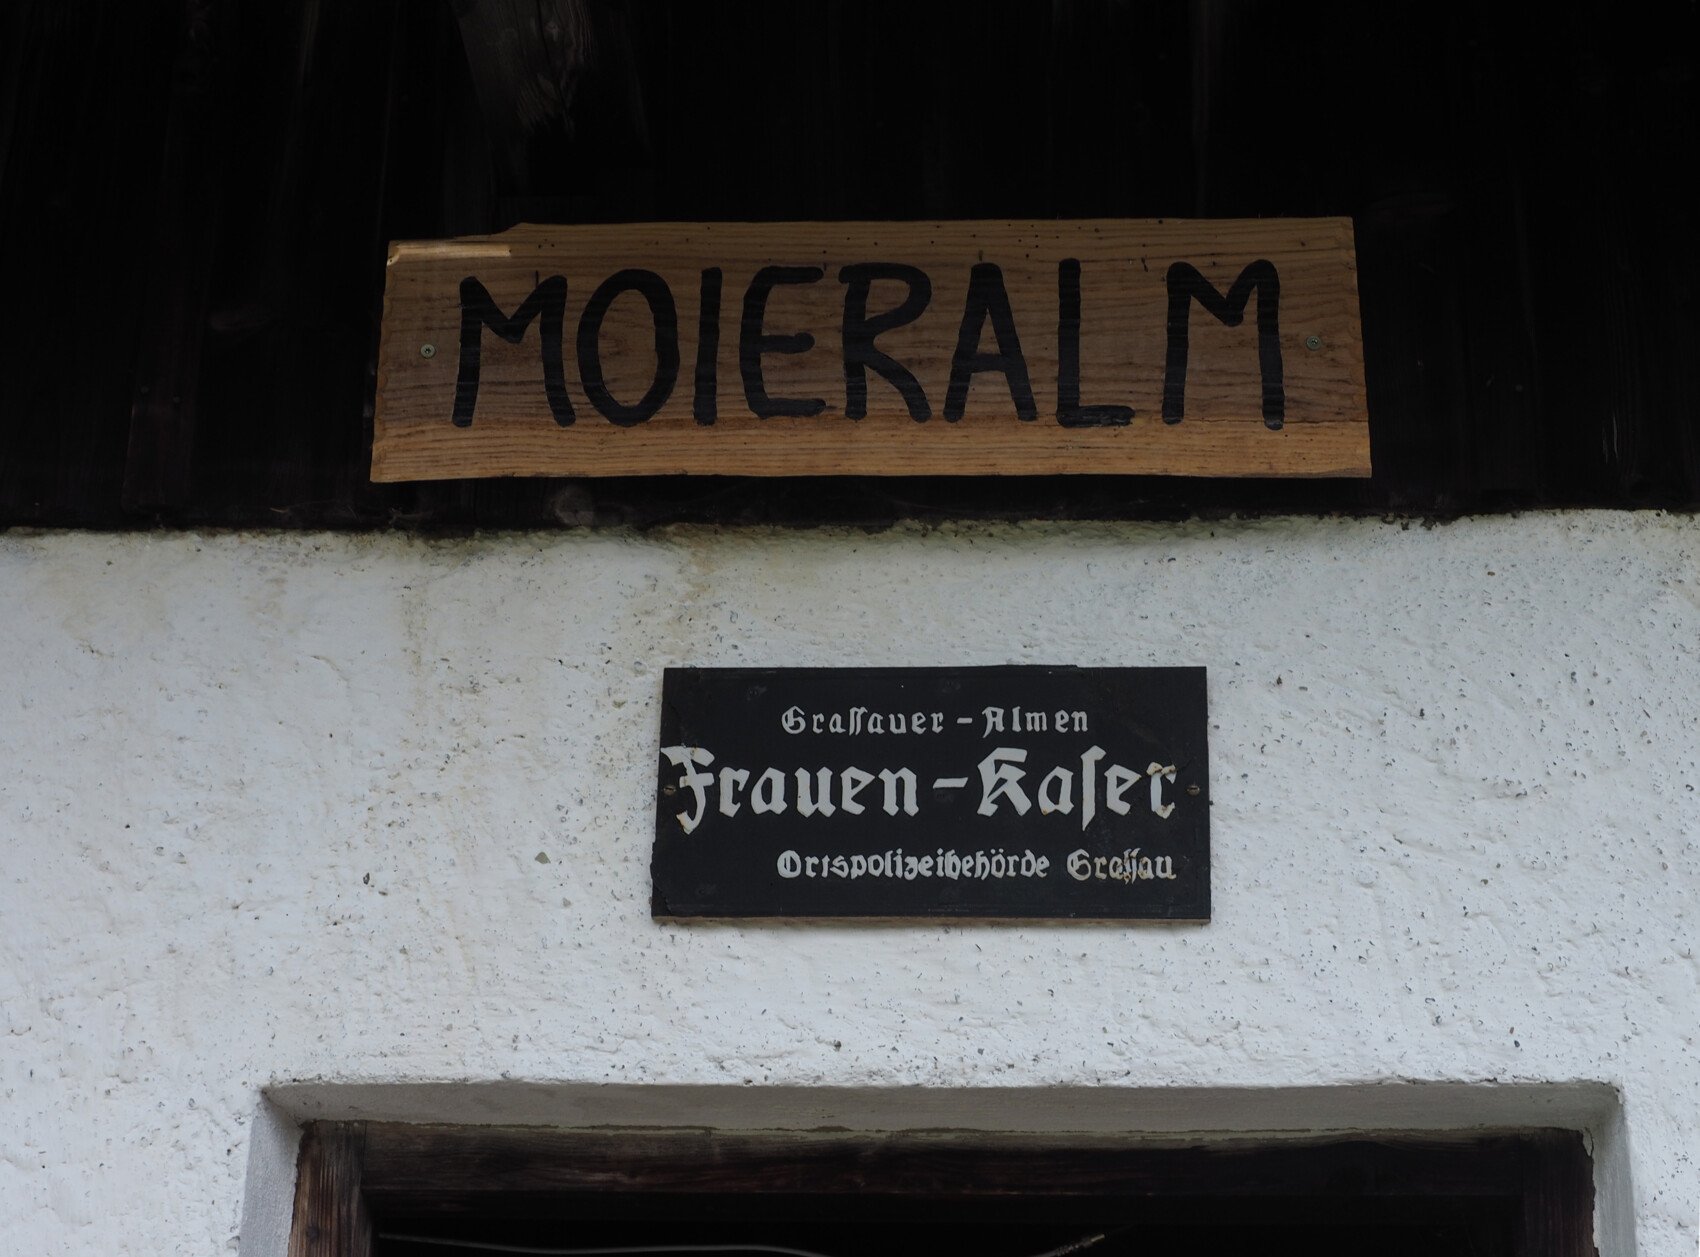 MOIERALM
Graſſauer-Almen
Frauen-Kaſer
Ortspolizeibehörde Graſſau